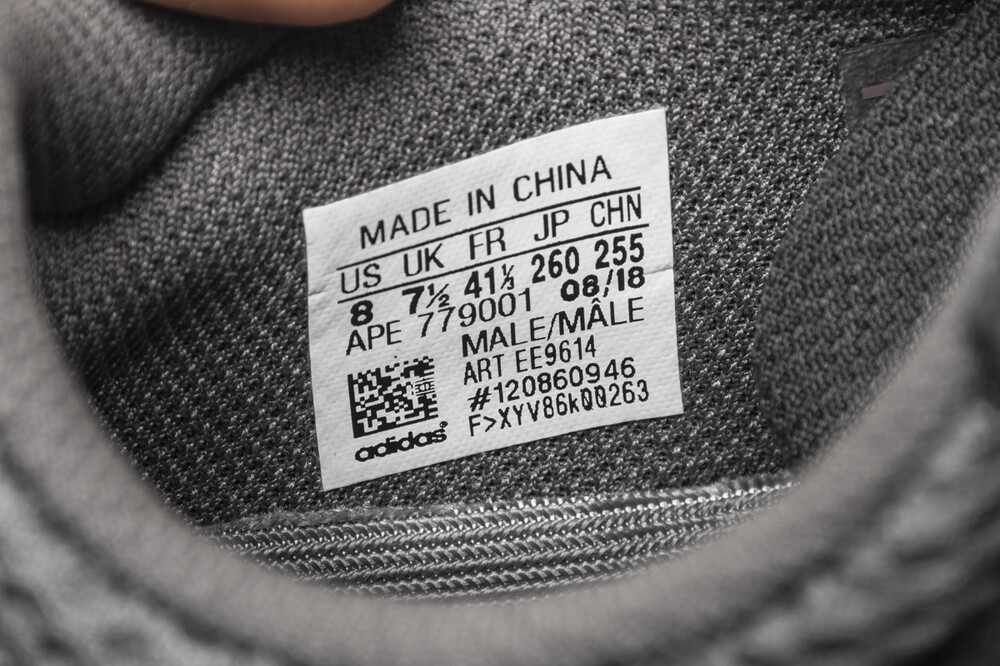 MADE IN CHINA
US UK FR JP CHN
8 7½ 41⅓ 260 255
APE 779001 08/18
MALE/MÂLE
ART EE9614
#120860946
F>XYV86k00263
adidas